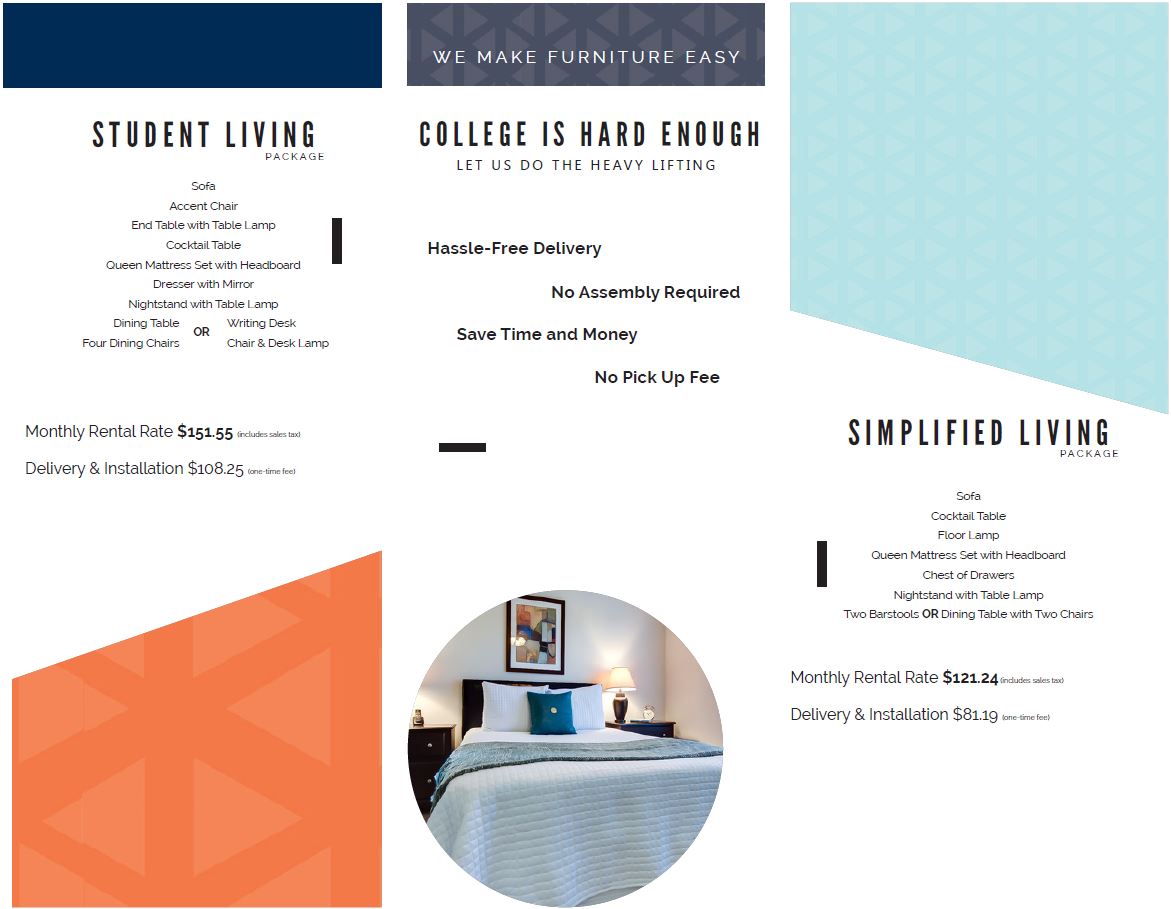 STUDENT LIVING
PACKAGE
Sofa
Accent Chair
End Table with Table Lamp
Cocktail Table
Queen Mattress Set with Headboard
Dresser with Mirror
Nightstand with Table Lamp
Dining Table Writing Desk
OR
Four Dining Chairs Chair & Desk Lamp
Monthly Rental Rate $151.55 (includes sales tax)
Delivery & Installation $108.25 (one-time fee)
WE MAKE FURNITURE EASY
COLLEGE IS HARD ENOUGH
LET US DO THE HEAVY LIFTING
Hassle-Free Delivery
No Assembly Required
Save Time and Money
No Pick Up Fee
SIMPLIFIED LIVING
PACKAGE
Sofa
Cocktail Table
Floor Lamp
Queen Mattress Set with Headboard
Chest of Drawers
Nightstand with Table Lamp
Two Barstools OR Dining Table with Two Chairs
Monthly Rental Rate $121.24 (includes sales tax)
Delivery & Installation $81.19 (one-time fee)